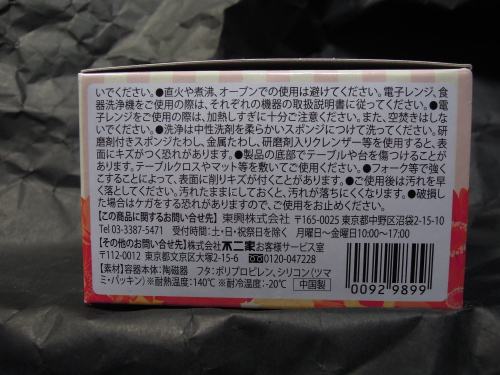 いでください。●直火や煮沸、オーブンでの使用は避けてください。電子レンジ、食
器洗浄機をご使用の際は、それぞれの機器の取扱説明書に従ってください。●電
子レンジをご使用の際は、加熱しすぎに十分ご注意ください。また、空焚きはしな
いでください。●洗浄は中性洗剤を柔らかいスポンジにつけて洗ってください。研
磨剤付きスポンジたわし、金属たわし、研磨剤入りクレンザー等を使用すると、表
面にキズがつく恐れがあります。●製品の底部でテーブルや台を傷つけることが
あります。テーブルクロスやマット等を敷いてご使用ください。●フォーク等で強く
こすることによって、表面に削りキズが付くことがあります。●ご使用後は汚れを早
く落としてください。汚れたままにしておくと、汚れが落ちにくくなります。●破損し
た場合はケガをする恐れがありますので、ご使用をお止めください。
【この商品に関するお問い合せ先】 東興株式会社 〒165-0025 東京都中野区沼袋2-15-10
Tel 03-3387-5471 受付時間:土・日・祝祭日を除く 月曜日～金曜日10:00～17:00
【その他のお問い合せ先】株式会社不二家お客様サービス室
〒112-0012 東京都文京区大塚2-15-6 0120-047228
【素材】容器本体:陶磁器 フタ:ポリプロピレン、シリコン(ツマ
ミ・パッキン) ※耐熱温度:140℃ ※耐冷温度:-20℃ 中国製
0092 9899